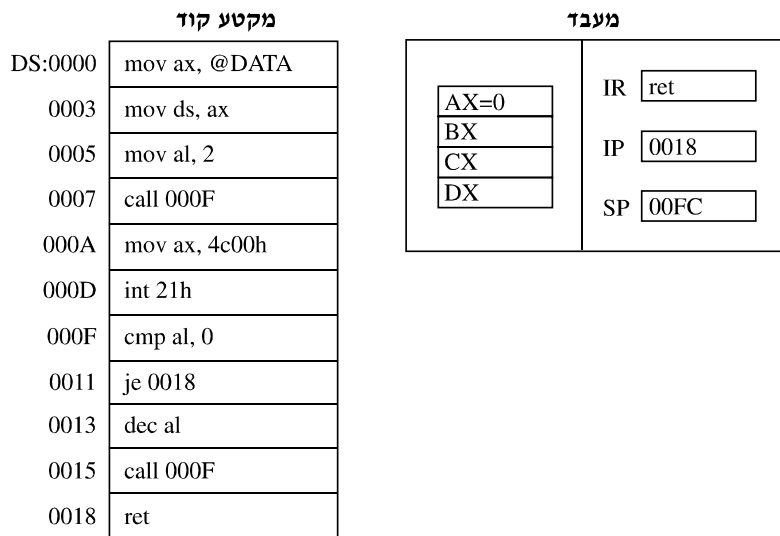 מקטע קוד
DS:0000 mov ax, @DATA
0003 mov ds, ax
0005 mov al, 2
0007 call 000F
000A mov ax, 4c00h
000D int 21h
000F cmp al, 0
0011 je 0018
0013 dec al
0015 call 000F
0018 ret
מעבד
AX=0
BX
CX
DX
IR ret
IP 0018
SP 00FC